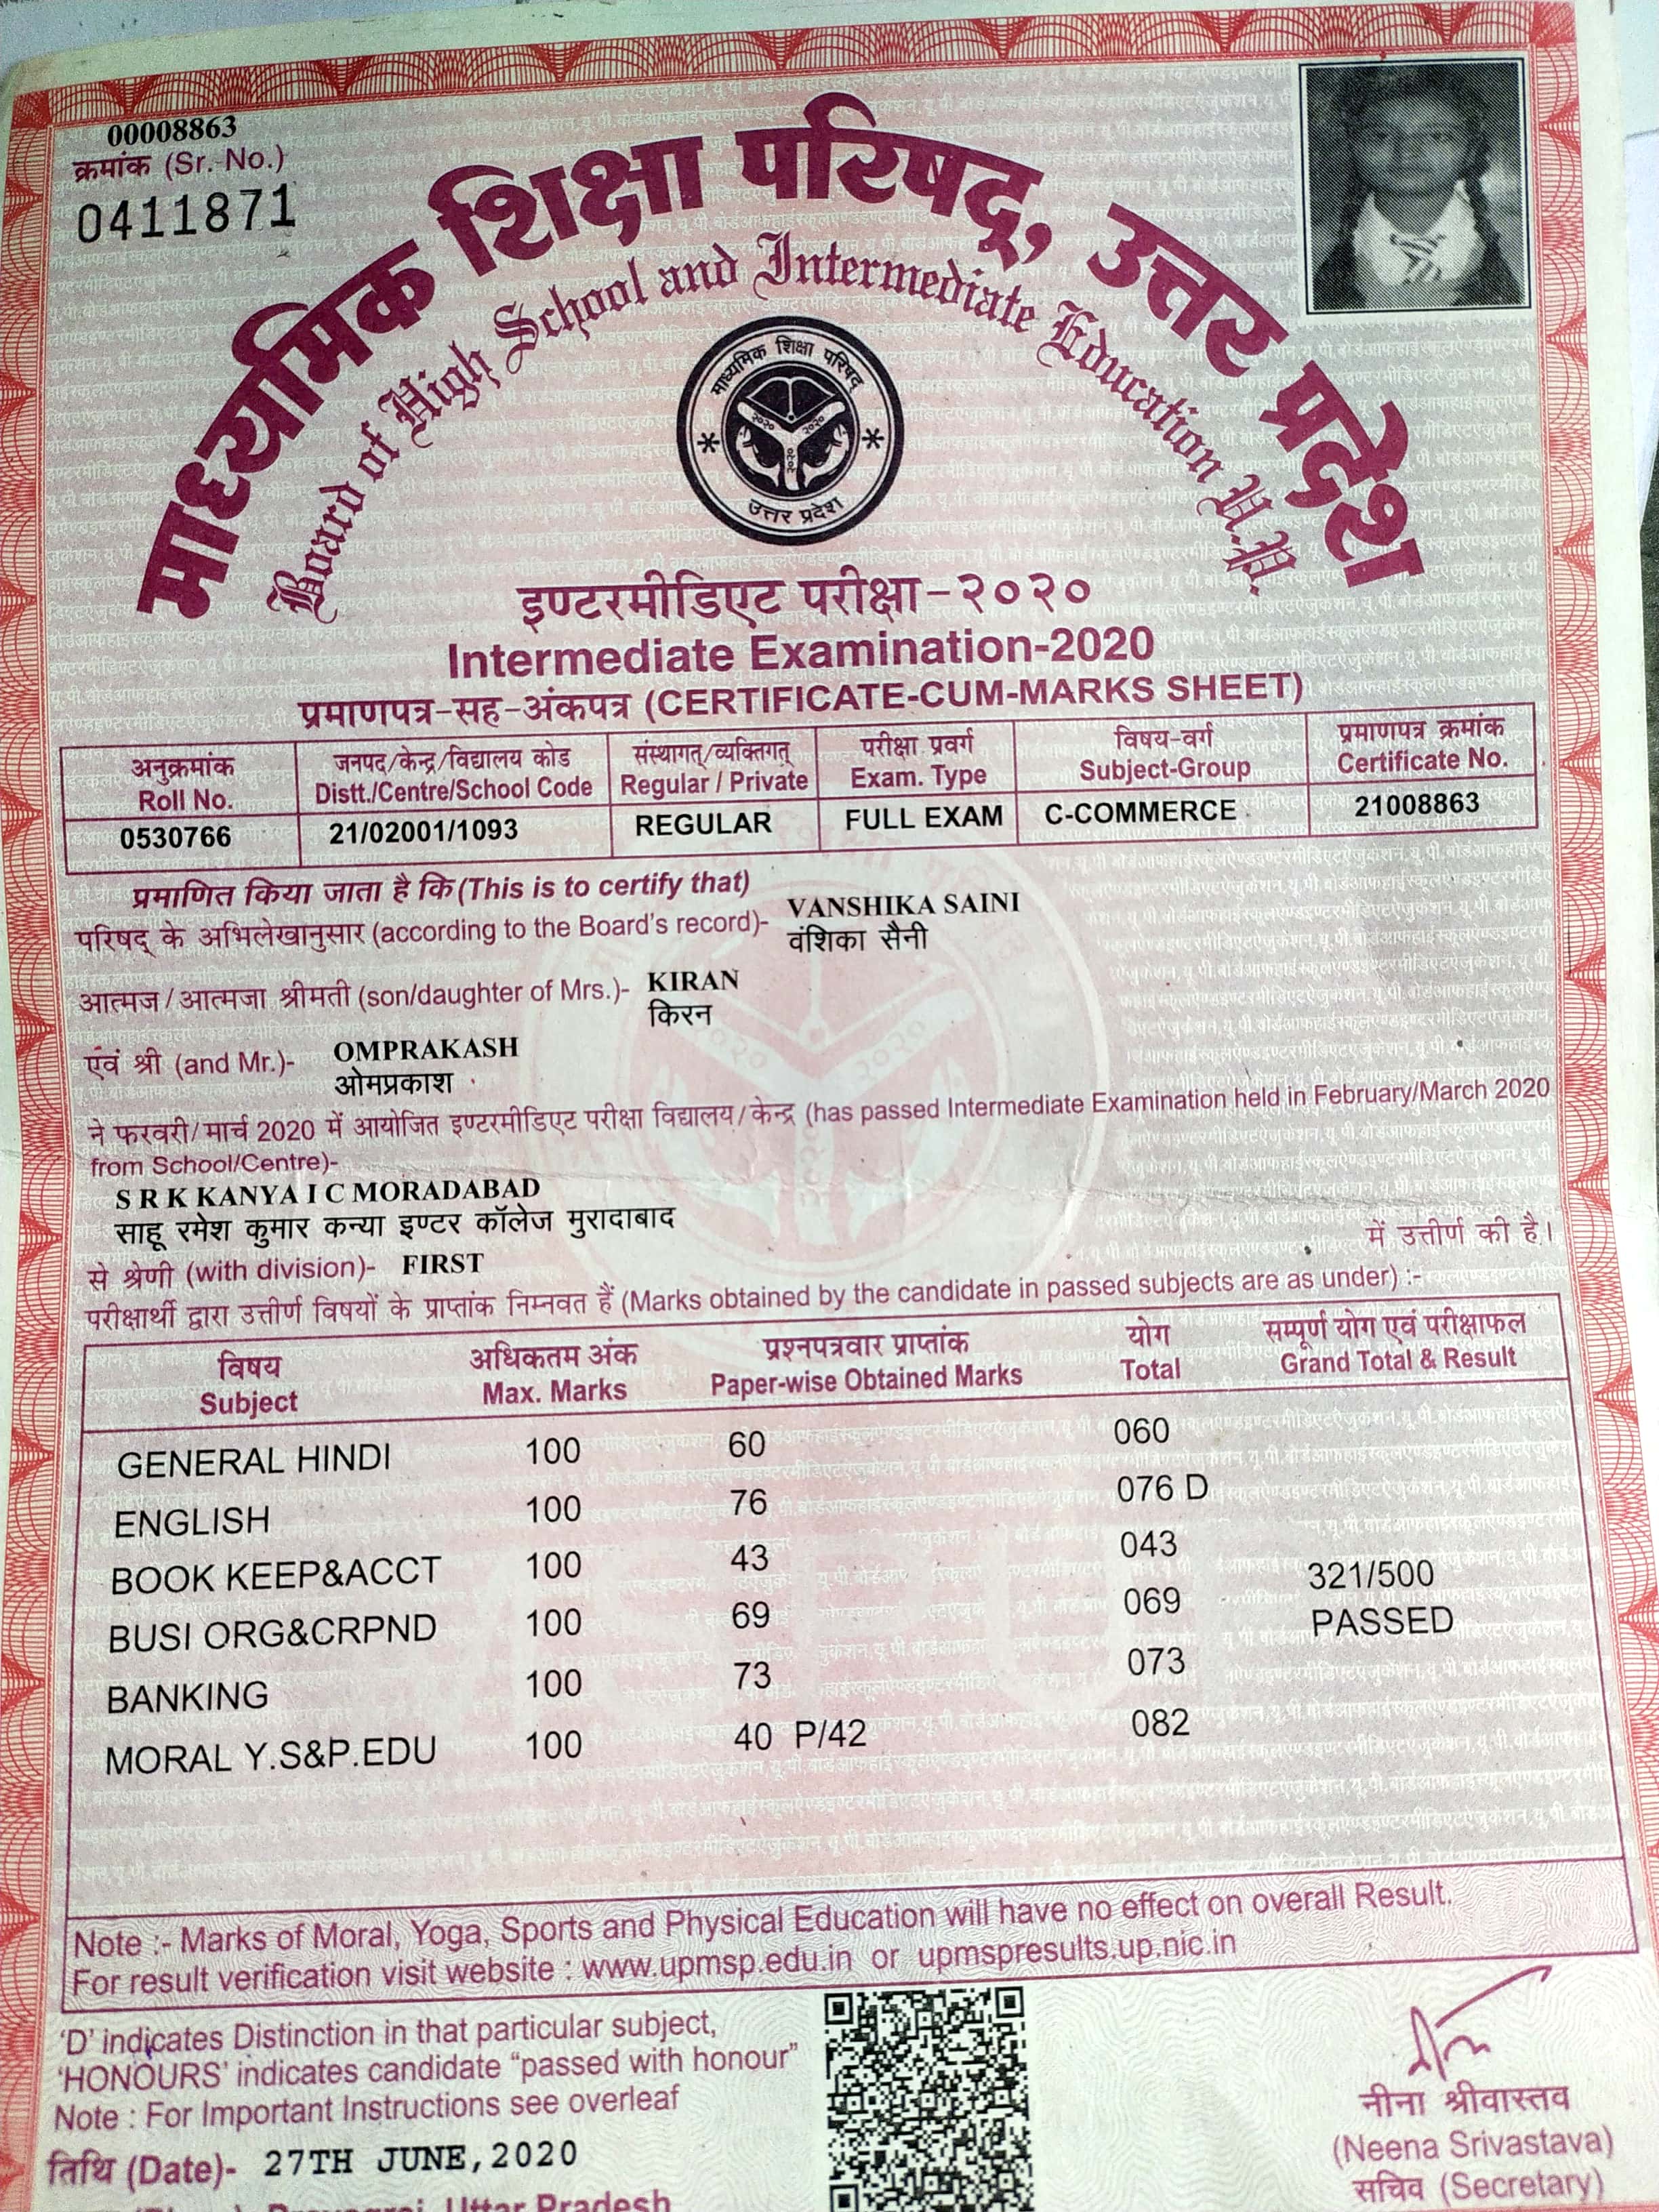 00008863
क्रमांक (Sr. No.)
0411871
माध्यमिक शिक्षा परिषद्, उत्तर प्रदेश
Board of High School and Intermediate Education U.P.
माध्यमिक शिक्षा परिषद्
२०२० २०२०
२०२०
उत्तर प्रदेश
इण्टरमीडिएट परीक्षा-२०२०
Intermediate Examination-2020
प्रमाणपत्र-सह-अंकपत्र (CERTIFICATE-CUM-MARKS SHEET)
अनुक्रमांक जनपद/केन्द्र/विद्यालय कोड संस्थागत्/व्यक्तिगत् परीक्षा प्रवर्ग विषय-वर्ग प्रमाणपत्र क्रमांक
Roll No. Distt./Centre/School Code Regular / Private Exam. Type Subject-Group Certificate No.
0530766 21/02001/1093 REGULAR FULL EXAM C-COMMERCE 21008863
प्रमाणित किया जाता है कि (This is to certify that)
परिषद् के अभिलेखानुसार (according to the Board's record)- VANSHIKA SAINI
वंशिका सैनी
आत्मज/आत्मजा श्रीमती (son/daughter of Mrs.)- KIRAN
किरन
एवं श्री (and Mr.)- OMPRAKASH
ओमप्रकाश
ने फरवरी/मार्च 2020 में आयोजित इण्टरमीडिएट परीक्षा विद्यालय/केन्द्र (has passed Intermediate Examination held in February/March 2020
from School/Centre)-
S R K KANYA I C MORADABAD
साहू रमेश कुमार कन्या इण्टर कॉलेज मुरादाबाद
में उत्तीर्ण की है।
से श्रेणी (with division)- FIRST
परीक्षार्थी द्वारा उत्तीर्ण विषयों के प्राप्तांक निम्नवत हैं (Marks obtained by the candidate in passed subjects are as under) :-
विषय अधिकतम अंक प्रश्नपत्रवार प्राप्तांक योग सम्पूर्ण योग एवं परीक्षाफल
Subject Max. Marks Paper-wise Obtained Marks Total Grand Total & Result
GENERAL HINDI 100 60 060
ENGLISH 100 76 076 D
BOOK KEEP&ACCT 100 43 043 321/500
BUSI ORG&CRPND 100 69 069 PASSED
BANKING 100 73 073
MORAL Y.S&P.EDU 100 40 P/42 082
Note :- Marks of Moral, Yoga, Sports and Physical Education will have no effect on overall Result.
For result verification visit website : www.upmsp.edu.in or upmspresults.up.nic.in
'D' indicates Distinction in that particular subject,
'HONOURS' indicates candidate "passed with honour"
Note : For Important Instructions see overleaf
तिथि (Date)- 27TH JUNE,2020
Uttar Pradesh
नीना श्रीवास्तव
(Neena Srivastava)
सचिव (Secretary)